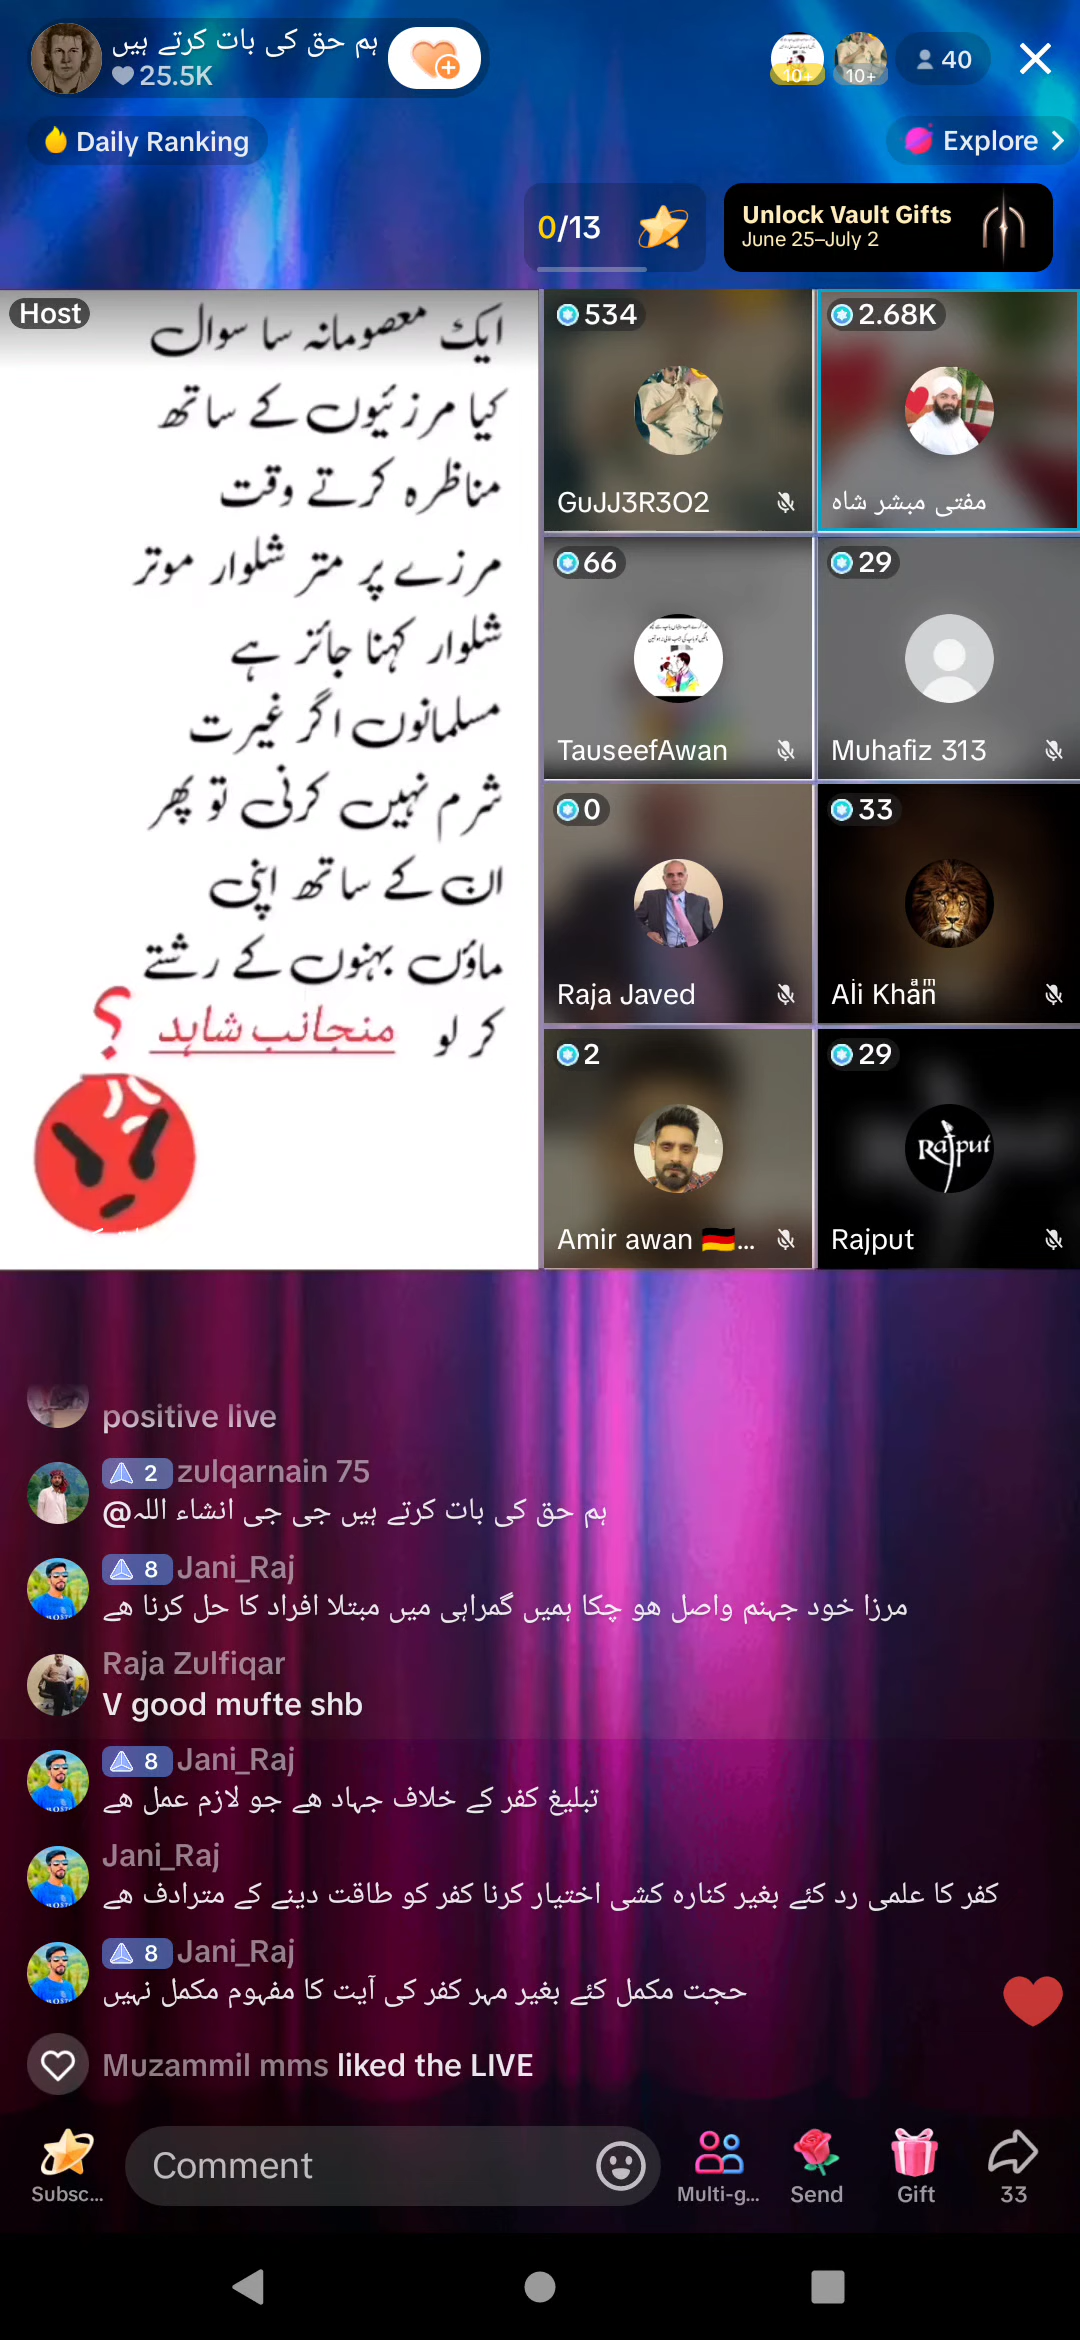 ہم حق کی بات کرتے ہیں
25.5K
10+
10+
40
Daily Ranking
Explore
0/13
Unlock Vault Gifts
June 25–July 2
Host
ایک معصومانہ سا سوال
کیا مرزئیوں کے ساتھ
مناظرہ کرتے وقت
مرزے پر متر شلوار موتر
شلوار کہنا جائز ہے
مسلمانوں اگر غیرت
شرم نہیں کرنی تو پھر
ان کے ساتھ اپنی
ماؤں بہنوں کے رشتے
کر لو منجانب شاہد ؟
534
GuJJ3R3O2
2.68K
مفتی مبشر شاہ
66
TauseefAwan
29
Muhafiz 313
0
Raja Javed
33
Ali Khan
2
Amir awan 🇩🇪...
29
Rajput
Rajput
positive live
2 zulqarnain 75
@ہم حق کی بات کرتے ہیں جی جی انشاء اللہ
8 Jani_Raj
مرزا خود جہنم واصل ھو چکا ہمیں گمراہی میں مبتلا افراد کا حل کرنا ھے
Raja Zulfiqar
V good mufte shb
8 Jani_Raj
تبلیغ کفر کے خلاف جہاد ھے جو لازم عمل ھے
Jani_Raj
کفر کا علمی رد کئے بغیر کنارہ کشی اختیار کرنا کفر کو طاقت دینے کے مترادف ھے
8 Jani_Raj
حجت مکمل کئے بغیر مہر کفر کی آیت کا مفہوم مکمل نہیں
Muzammil mms liked the LIVE
Subsc...
Comment
Multi-g...
Send
Gift
33